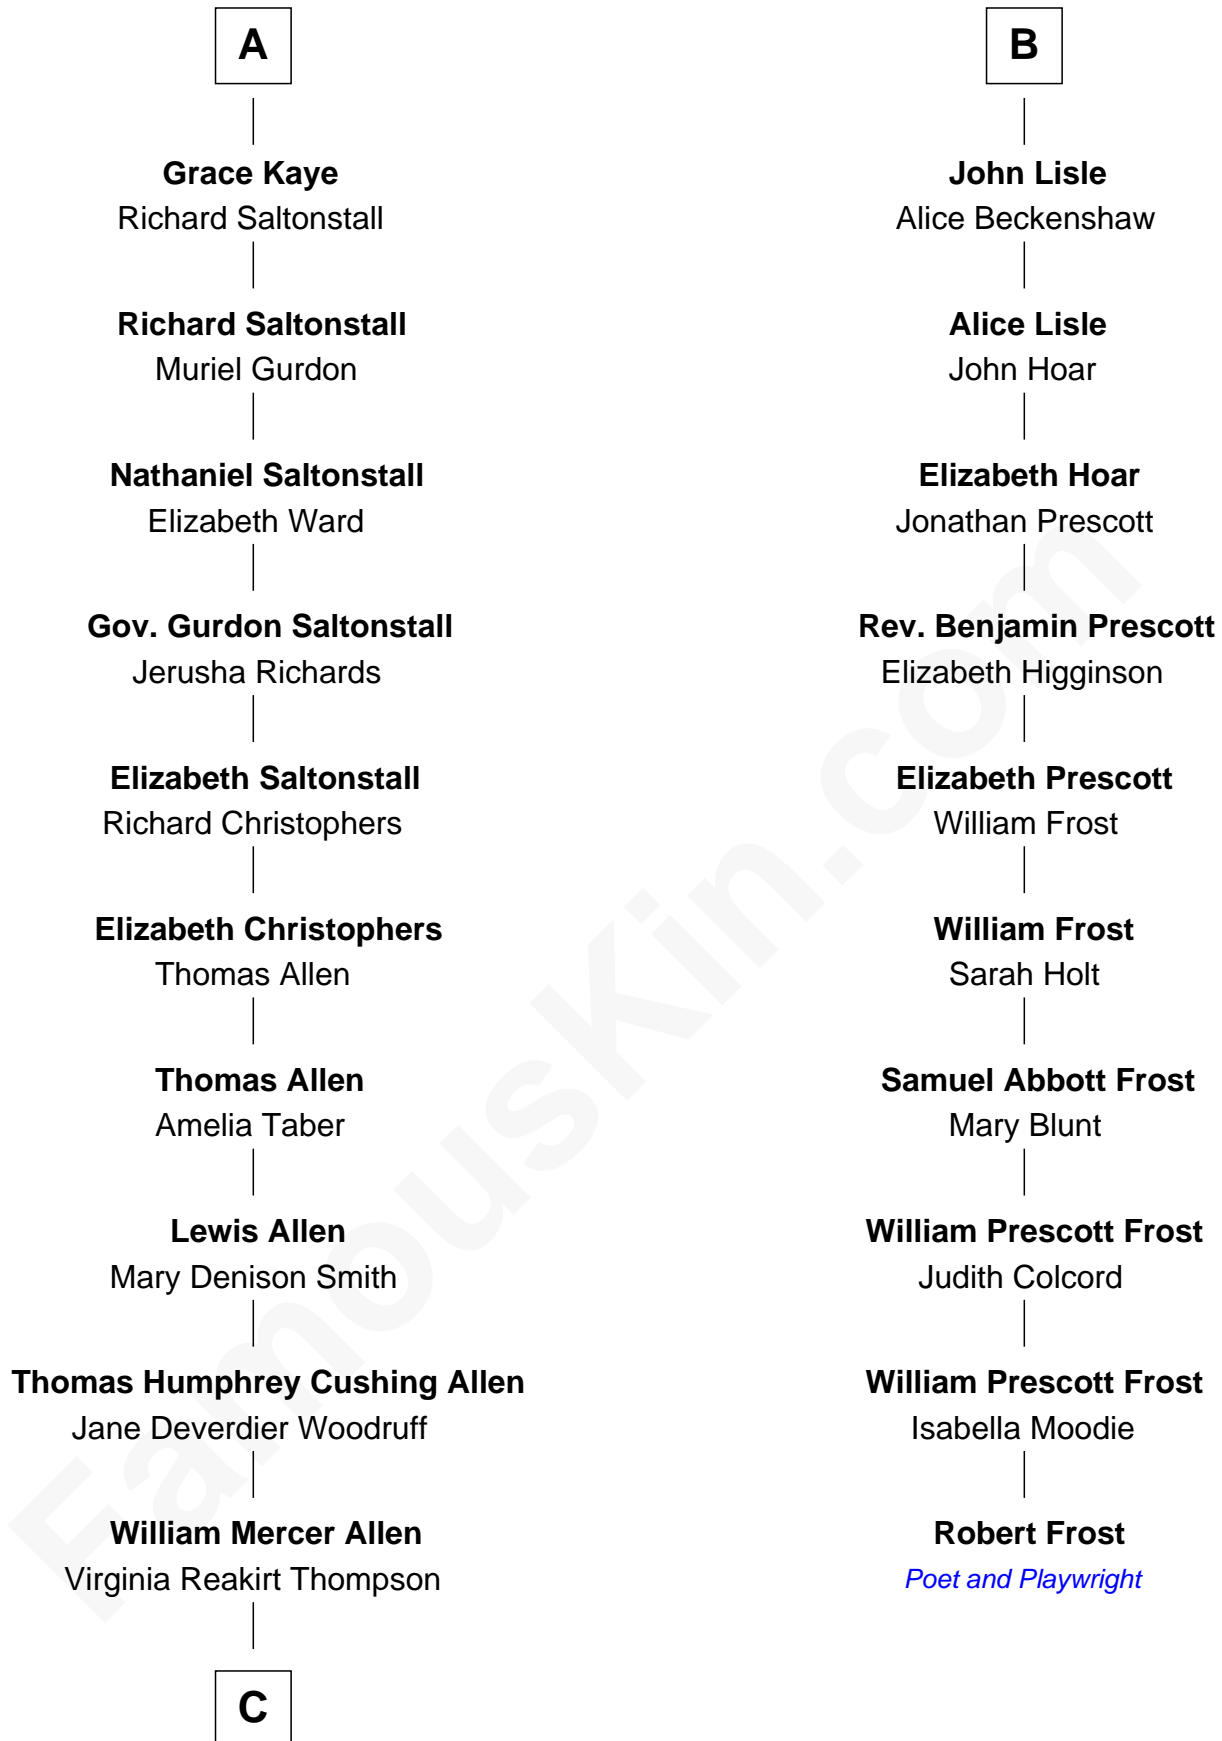 A
Grace Kaye
Richard Saltonstall
Richard Saltonstall
Muriel Gurdon
Nathaniel Saltonstall
Elizabeth Ward
Gov. Gurdon Saltonstall
Jerusha Richards
Elizabeth Saltonstall
Richard Christophers
Elizabeth Christophers
Thomas Allen
Thomas Allen
Amelia Taber
Lewis Allen
Mary Denison Smith
Thomas Humphrey Cushing Allen
Jane Deverdier Woodruff
William Mercer Allen
Virginia Reakirt Thompson
C
B
John Lisle
Alice Beckenshaw
Alice Lisle
John Hoar
Elizabeth Hoar
Jonathan Prescott
Rev. Benjamin Prescott
Elizabeth Higginson
Elizabeth Prescott
William Frost
William Frost
Sarah Holt
Samuel Abbott Frost
Mary Blunt
William Prescott Frost
Judith Colcord
William Prescott Frost
Isabella Moodie
Robert Frost
Poet and Playwright
FamousKin.com